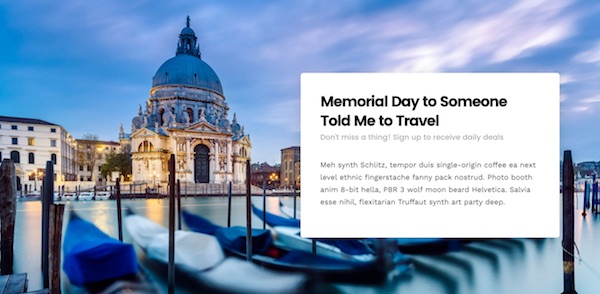 Memorial Day to Someone
Told Me to Travel
Don't miss a thing! Sign up to receive daily deals
Meh synth Schlitz, tempor duis single-origin coffee ea next
level ethnic fingerstache fanny pack nostrud. Photo booth
anim 8-bit hella, PBR 3 wolf moon beard Helvetica. Salvia
esse nihil, flexitarian Truffaut synth art party deep.